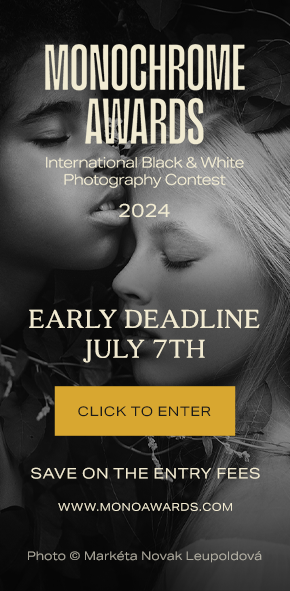 MONOCHROME
AWARDS
International Black & White
Photography Contest
2024
EARLY DEADLINE
JULY 7TH
CLICK TO ENTER
SAVE ON THE ENTRY FEES
WWW.MONOAWARDS.COM
Photo © Markéta Novak Leupoldová